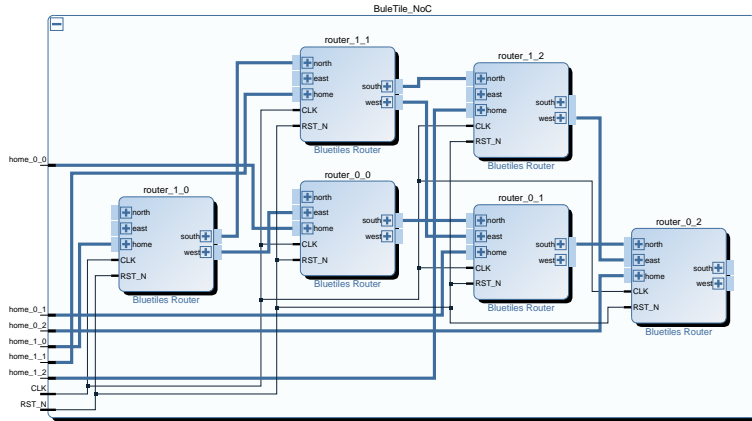 BuleTile_NoC
router_1_1
north
east
home
CLK
RST_N
south
west
Bluetiles Router
router_1_2
north
east
home
CLK
RST_N
south
west
Bluetiles Router
home_0_0
router_1_0
north
east
home
CLK
RST_N
south
west
Bluetiles Router
router_0_0
north
east
home
CLK
RST_N
south
west
Bluetiles Router
router_0_1
north
east
home
CLK
RST_N
south
west
Bluetiles Router
router_0_2
north
east
home
CLK
RST_N
south
west
Bluetiles Router
home_0_1
home_0_2
home_1_0
home_1_1
home_1_2
CLK
RST_N